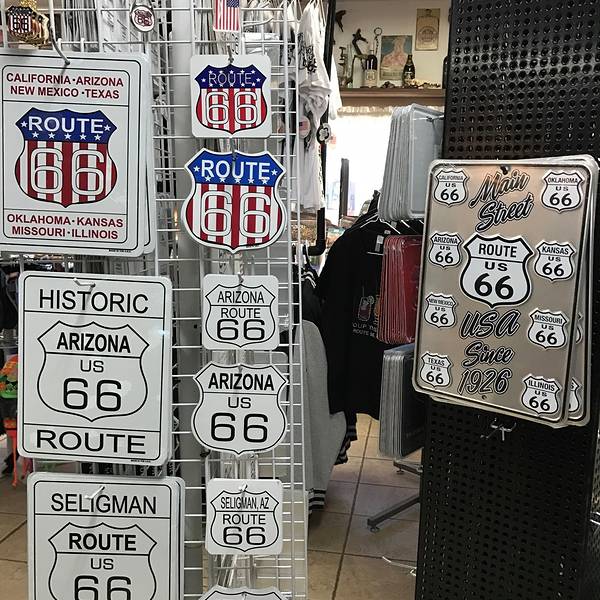 CALIFORNIA•ARIZONA
NEW MEXICO•TEXAS
ROUTE
66
OKLAHOMA•KANSAS
MISSOURI•ILLINOIS
HISTORIC
ARIZONA
US
66
ROUTE
SELIGMAN
ROUTE
US
66
ROUTE
66
ROUTE
66
ARIZONA
ROUTE
66
ARIZONA
US
66
SELIGMAN, AZ
ROUTE
66
Main
Street
CALIFORNIA
US
66
OKLAHOMA
US
66
ARIZONA
US
66
ROUTE
US
66
KANSAS
US
66
NEW MEXICO
US
66
USA
Since
1926
MISSOURI
US
66
TEXAS
US
66
ILLINOIS
US
66